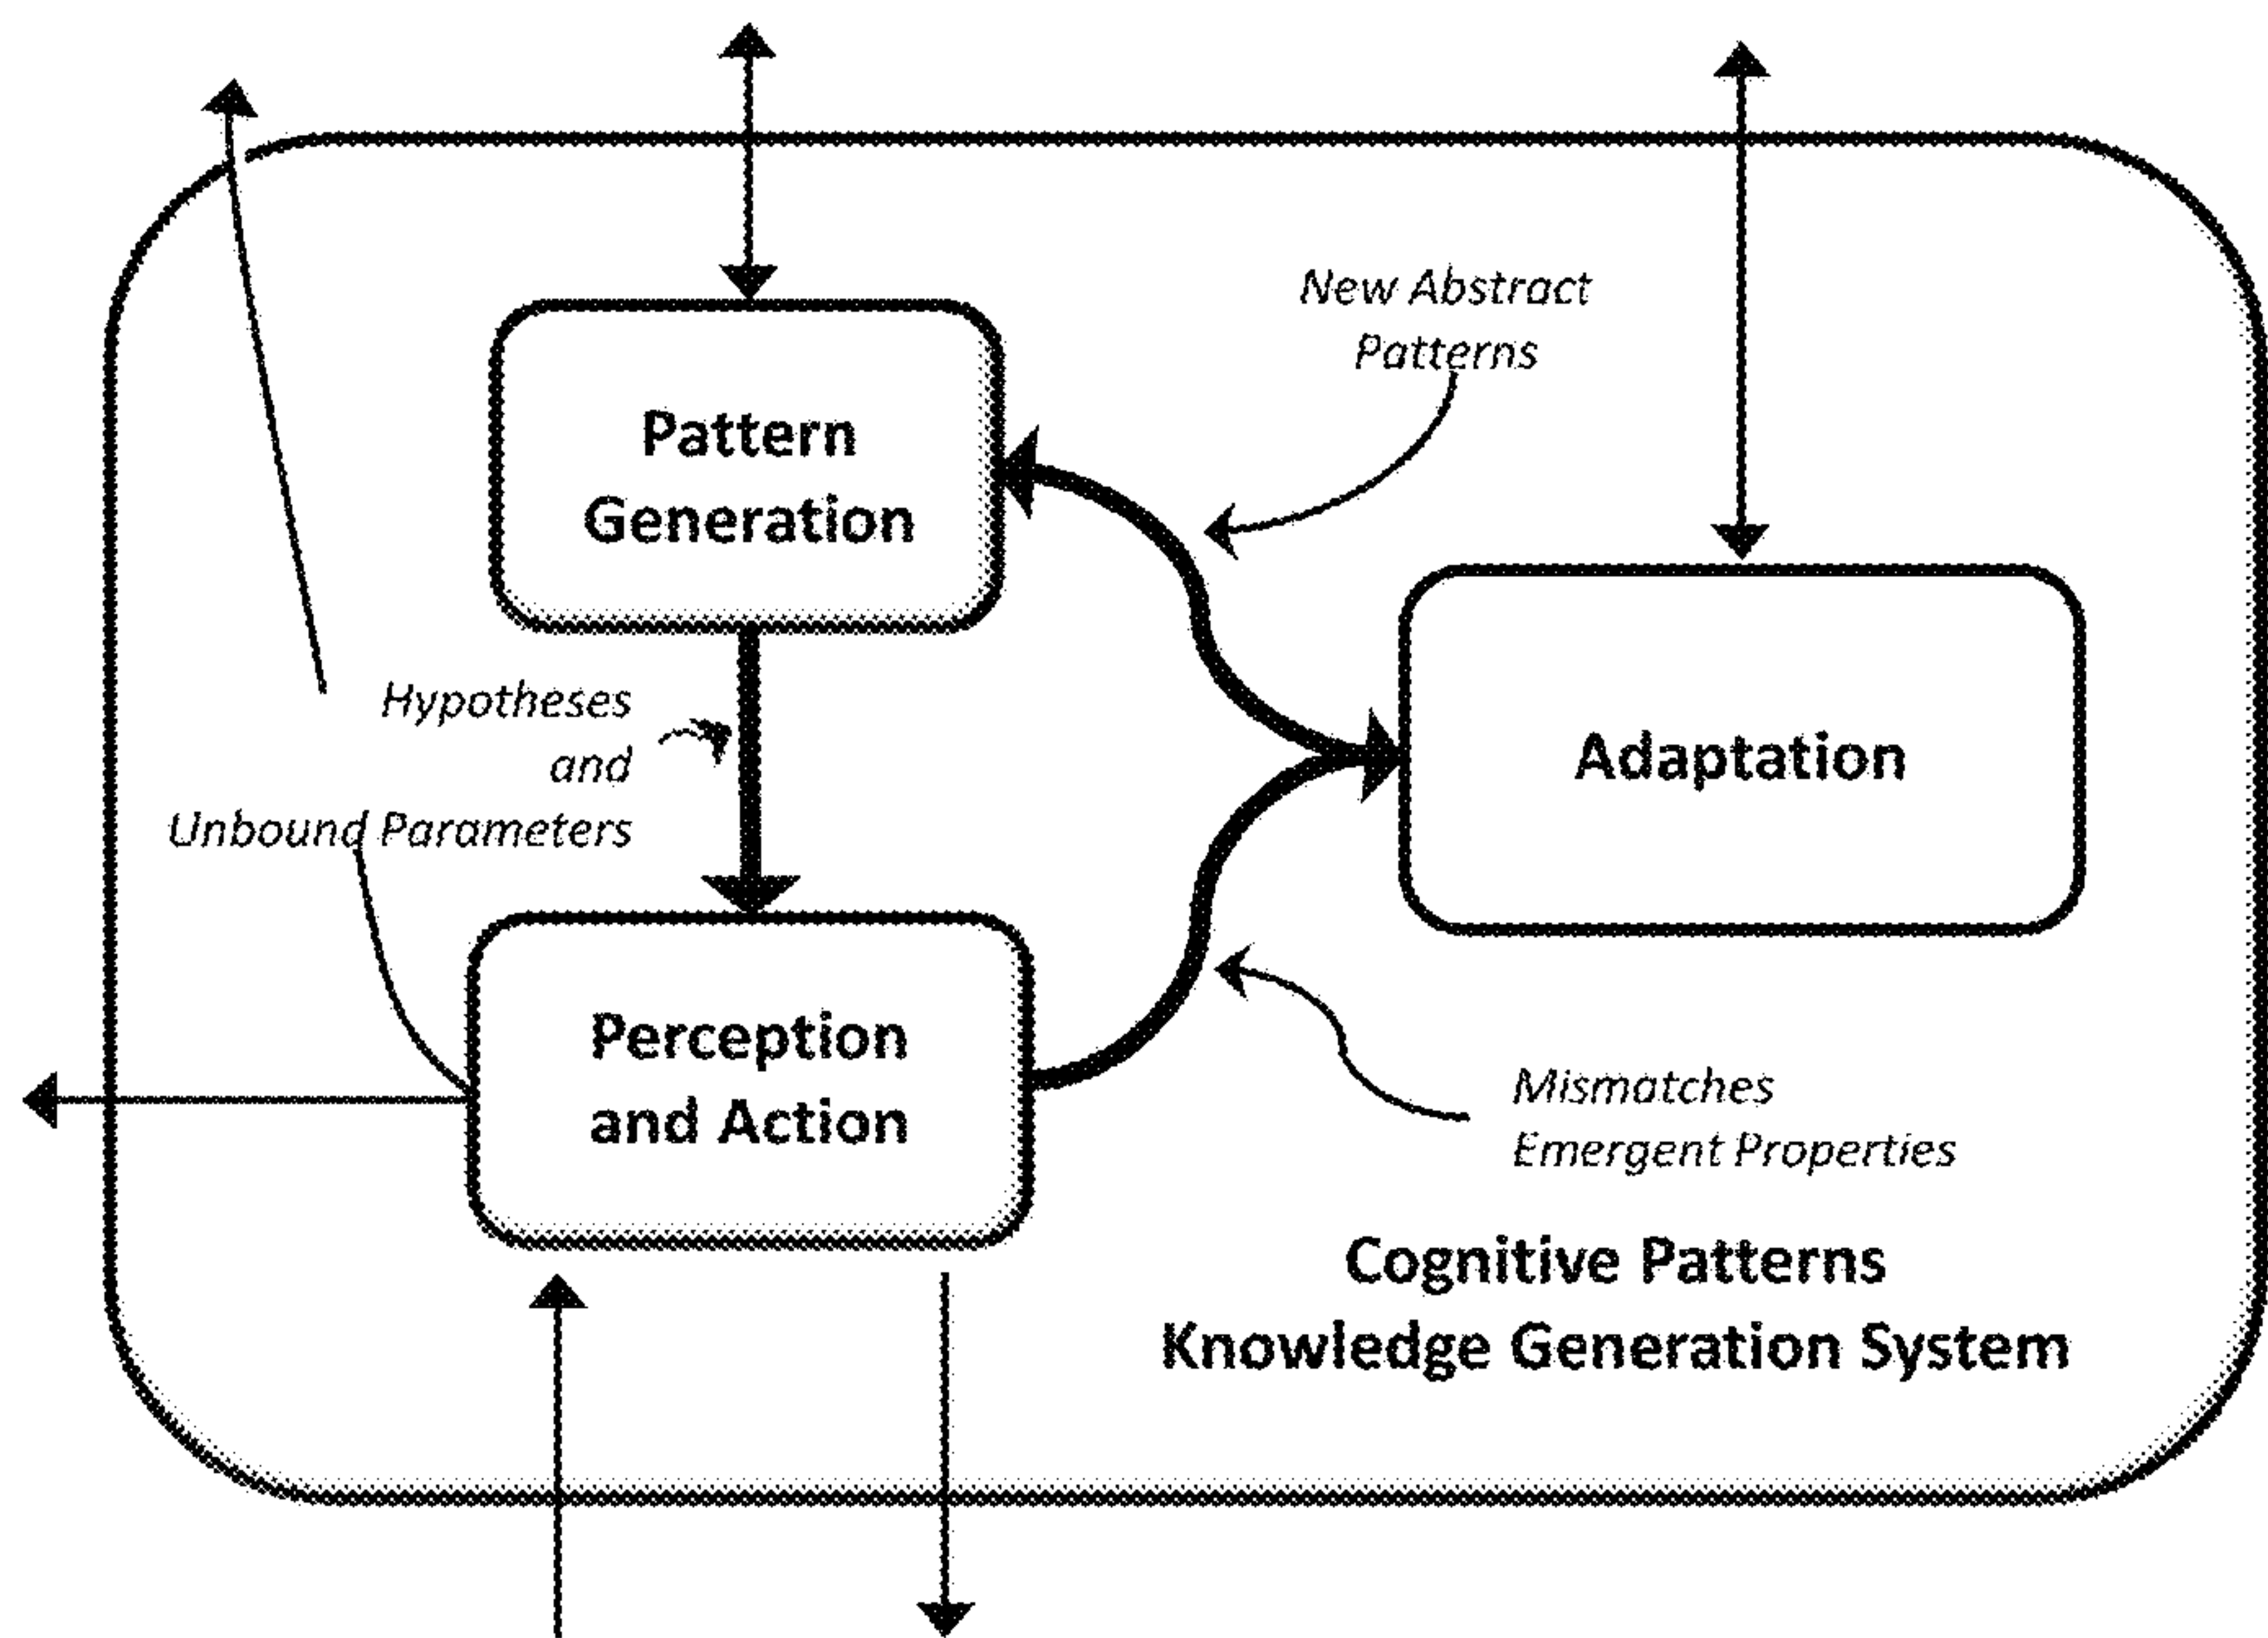 New Abstract
Patterns
Pattern
Generation
Hypotheses
and
Unbound Parameters
Adaptation
Perception
and Action
Mismatches
Emergent Properties
Cognitive Patterns
Knowledge Generation System